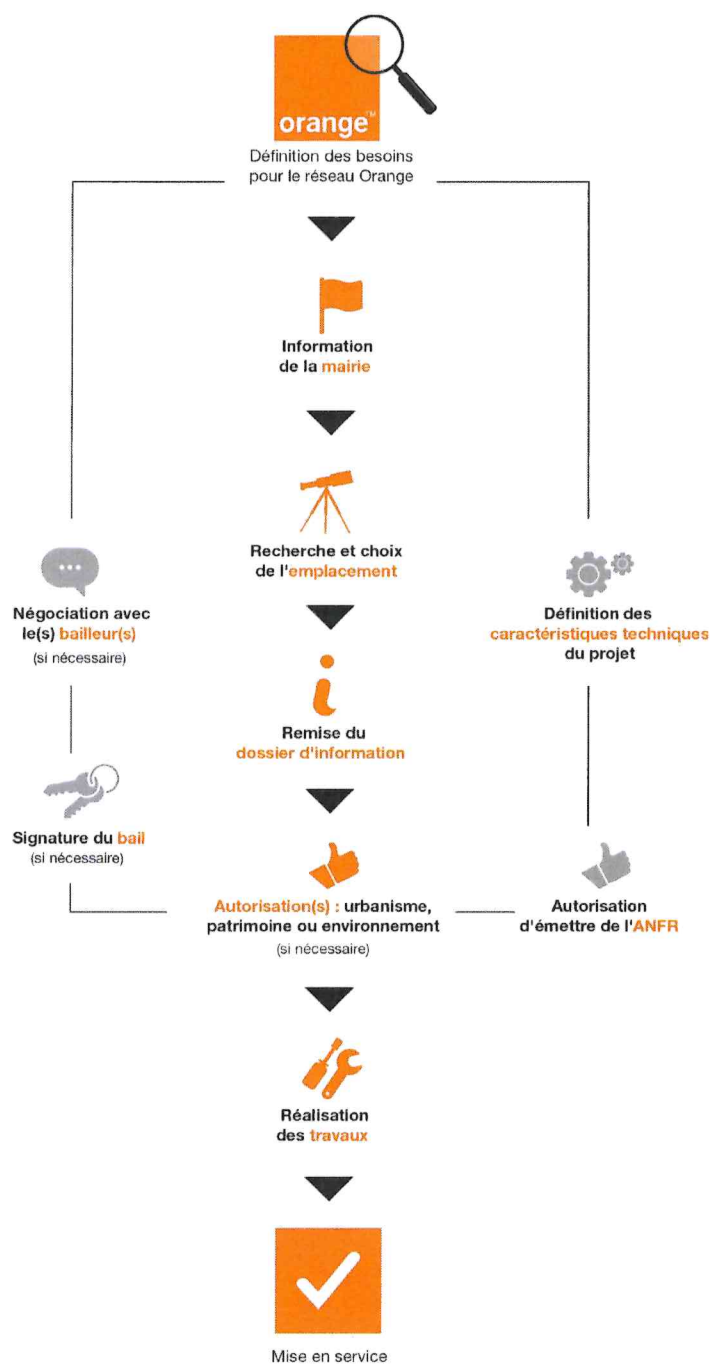 orange™
Définition des besoins
pour le réseau Orange
Information
de la mairie
Recherche et choix
de l'emplacement
Négociation avec
le(s) bailleur(s)
(si nécessaire)
Définition des
caractéristiques techniques
du projet
Remise du
dossier d'information
Signature du bail
(si nécessaire)
Autorisation(s) : urbanisme,
patrimoine ou environnement
(si nécessaire)
Autorisation
d'émettre de l'ANFR
Réalisation
des travaux
Mise en service